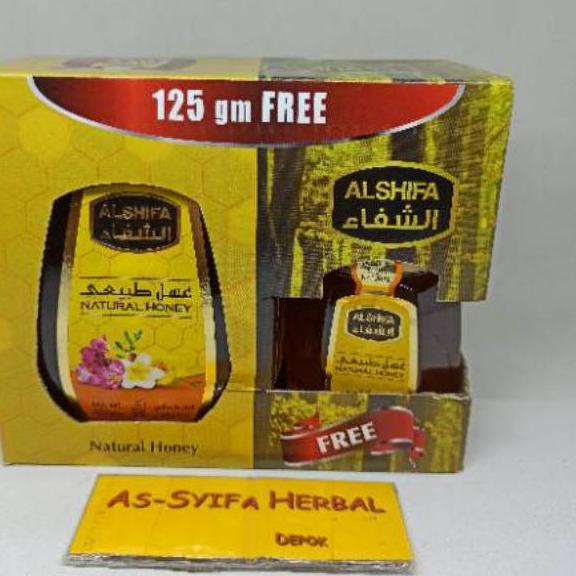 125 gm FREE
ALSHIFA
الشفاء
ALSHIFA
الشفاء
عسل طبيعي
NATURAL HONEY
ALSHIFA
الشفاء
عسل طبيعي
NATURAL HONEY
FREE
Natural Honey
AS-SYIFA HERBAL
DEPOK